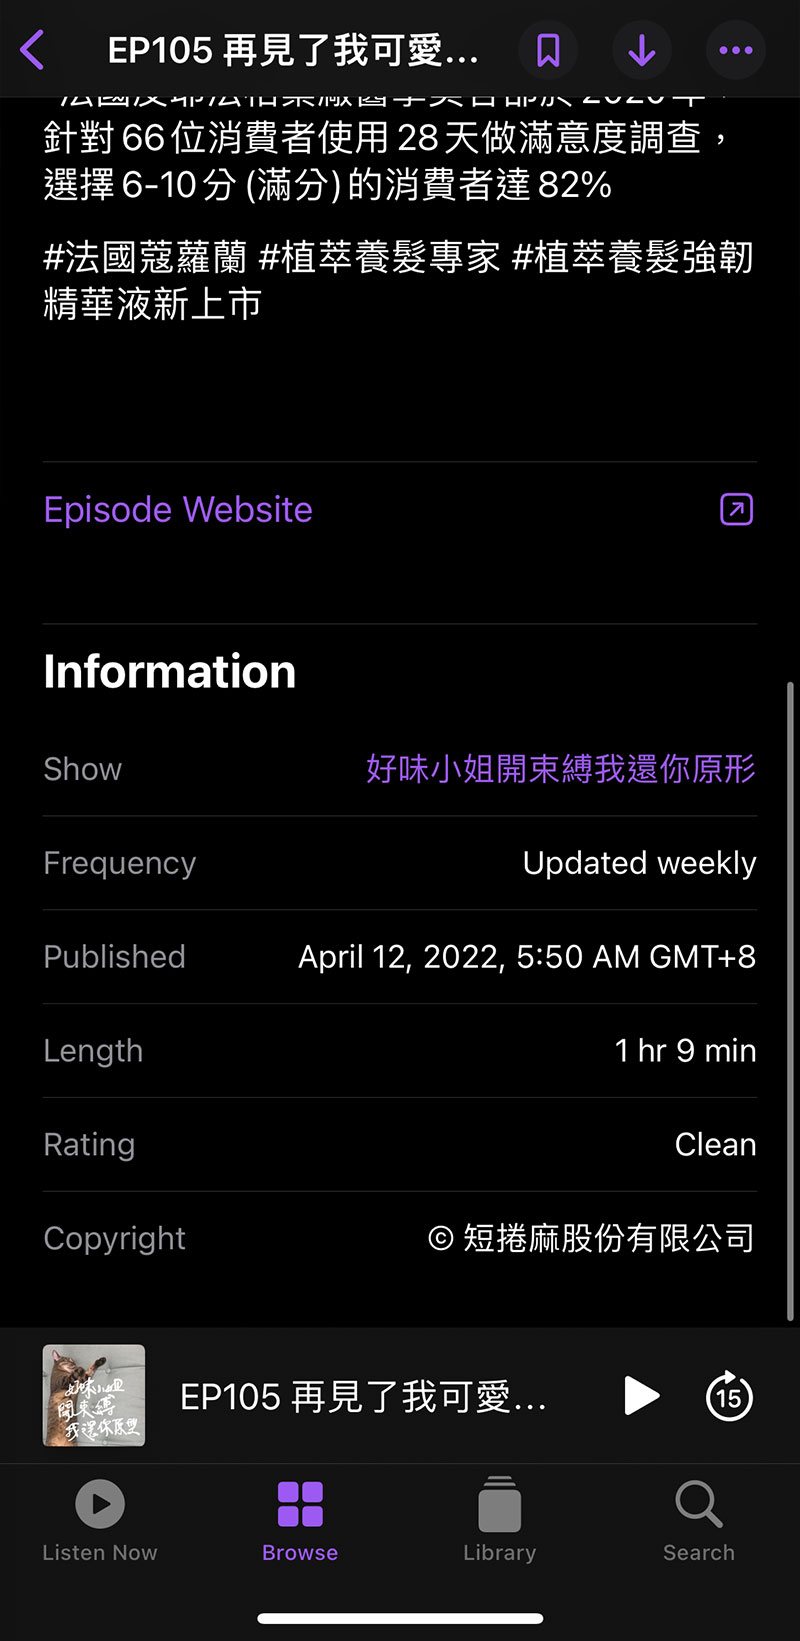 EP105 再見了我可愛...
針對 66 位消費者使用 28 天做滿意度調查，
選擇 6-10 分 (滿分) 的消費者達 82%
#法國蔻蘿蘭 #植萃養髮專家 #植萃養髮強韌
精華液新上市
Episode Website
Information
Show 好味小姐開束縛我還你原形
Frequency Updated weekly
Published April 12, 2022, 5:50 AM GMT+8
Length 1 hr 9 min
Rating Clean
Copyright © 短捲麻股份有限公司
好味小姐
開束縛
我還你原型
EP105 再見了我可愛...
15
Listen Now Browse Library Search